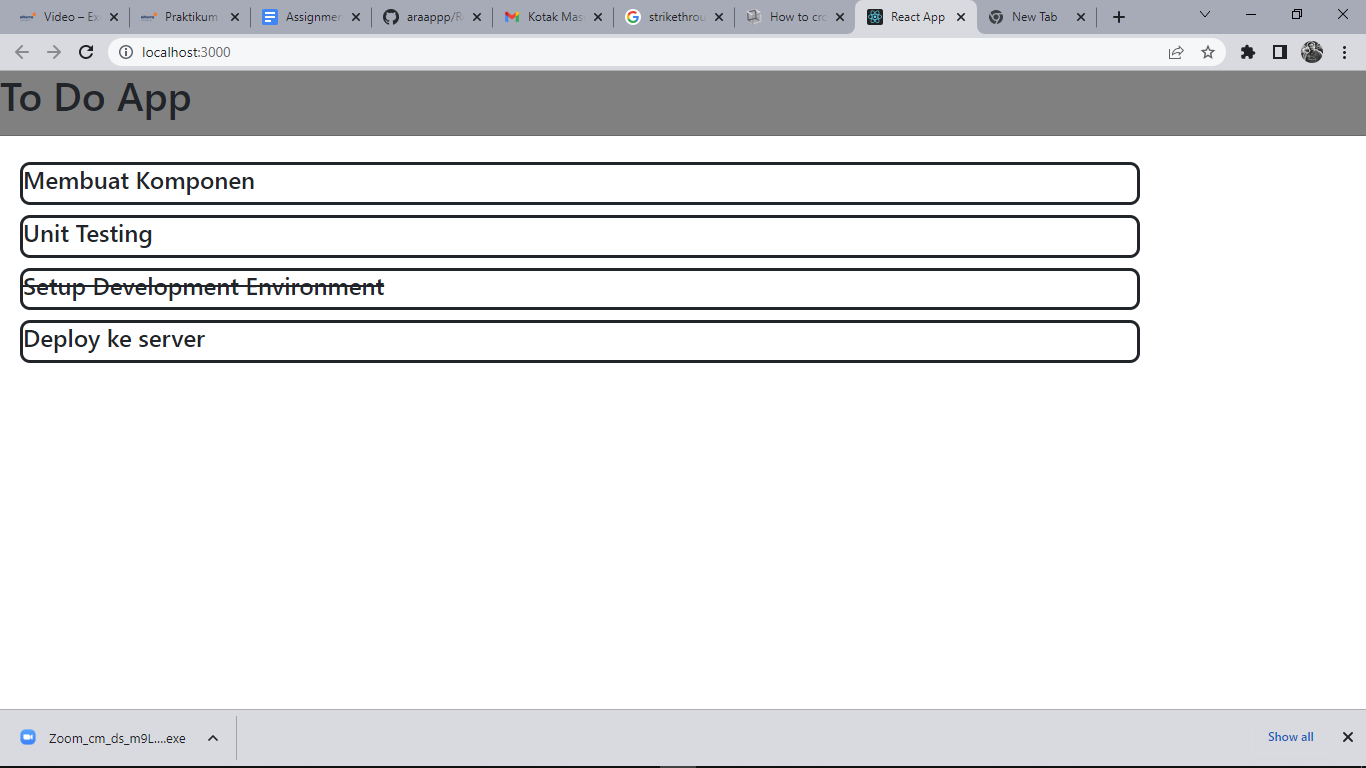 Video – Ex
Praktikum
Assignmen
araappp/R
Kotak Mas
strikethrou
How to cro
React App
New Tab
localhost:3000
To Do App
Membuat Komponen
Unit Testing
Setup Development Environment
Deploy ke server
Zoom_cm_ds_m9L....exe
Show all